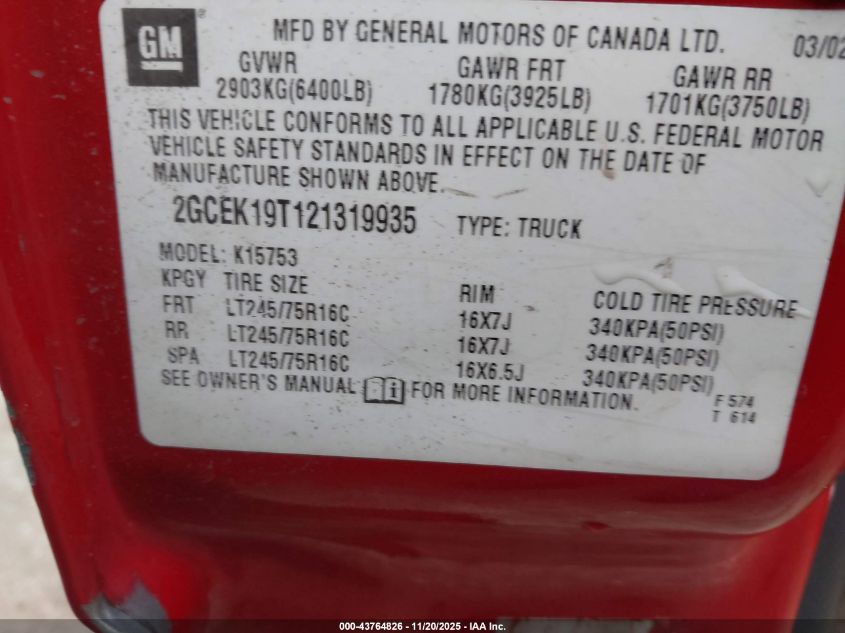 GM
MFD BY GENERAL MOTORS OF CANADA LTD. 03/02
GVWR GAWR FRT GAWR RR
2903KG(6400LB) 1780KG(3925LB) 1701KG(3750LB)
THIS VEHICLE CONFORMS TO ALL APPLICABLE U.S. FEDERAL MOTOR
VEHICLE SAFETY STANDARDS IN EFFECT ON THE DATE OF
MANUFACTURE SHOWN ABOVE.
2GCEK19T121319935 TYPE: TRUCK
MODEL: K15753
KPGY TIRE SIZE RIM COLD TIRE PRESSURE
FRT LT245/75R16C 16X7J 340KPA(50PSI)
RR LT245/75R16C 16X7J 340KPA(50PSI)
SPA LT245/75R16C 16X6.5J 340KPA(50PSI)
SEE OWNER'S MANUAL i FOR MORE INFORMATION. F 574
T 614
000-43764826 - 11/20/2025 - IAA Inc.